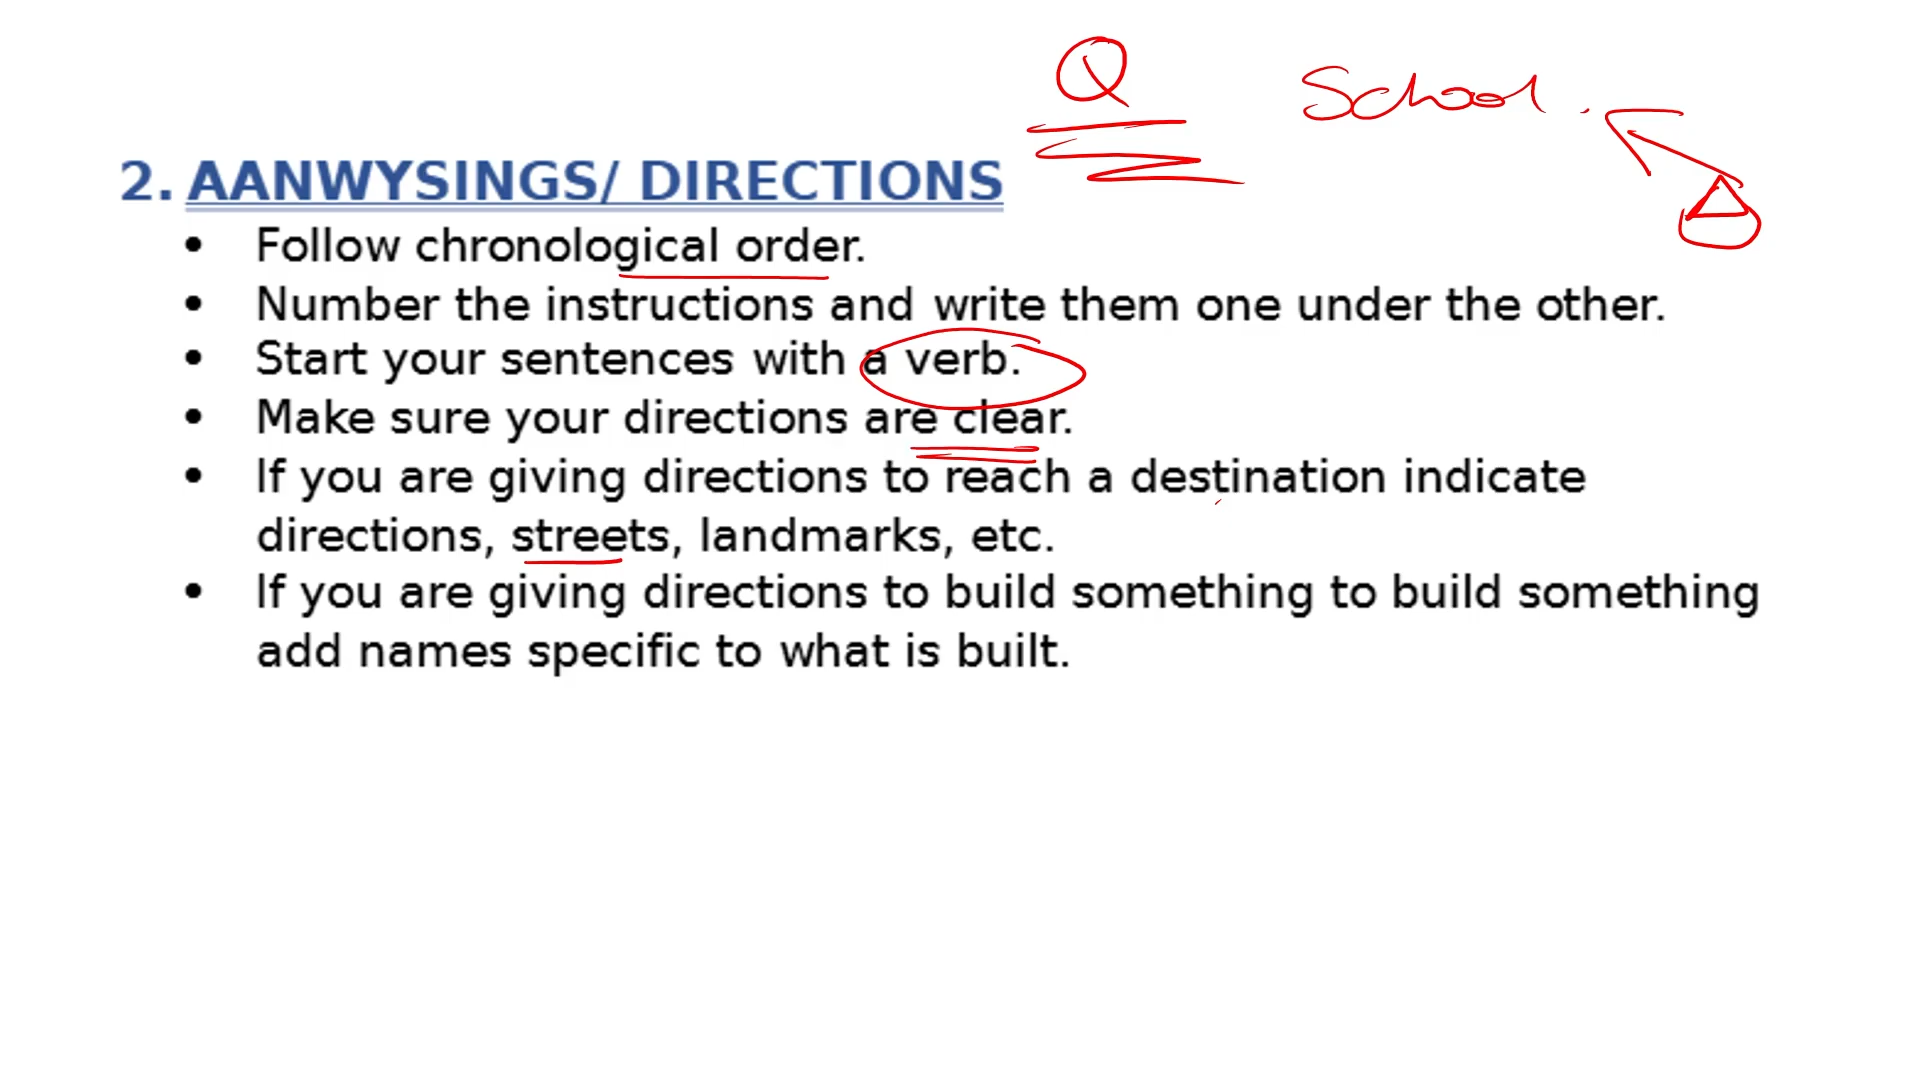 Q School.
2. AANWYSINGS/ DIRECTIONS
• Follow chronological order.
• Number the instructions and write them one under the other.
• Start your sentences with a verb.
• Make sure your directions are clear.
• If you are giving directions to reach a destination indicate
directions, streets, landmarks, etc.
• If you are giving directions to build something to build something
add names specific to what is built.